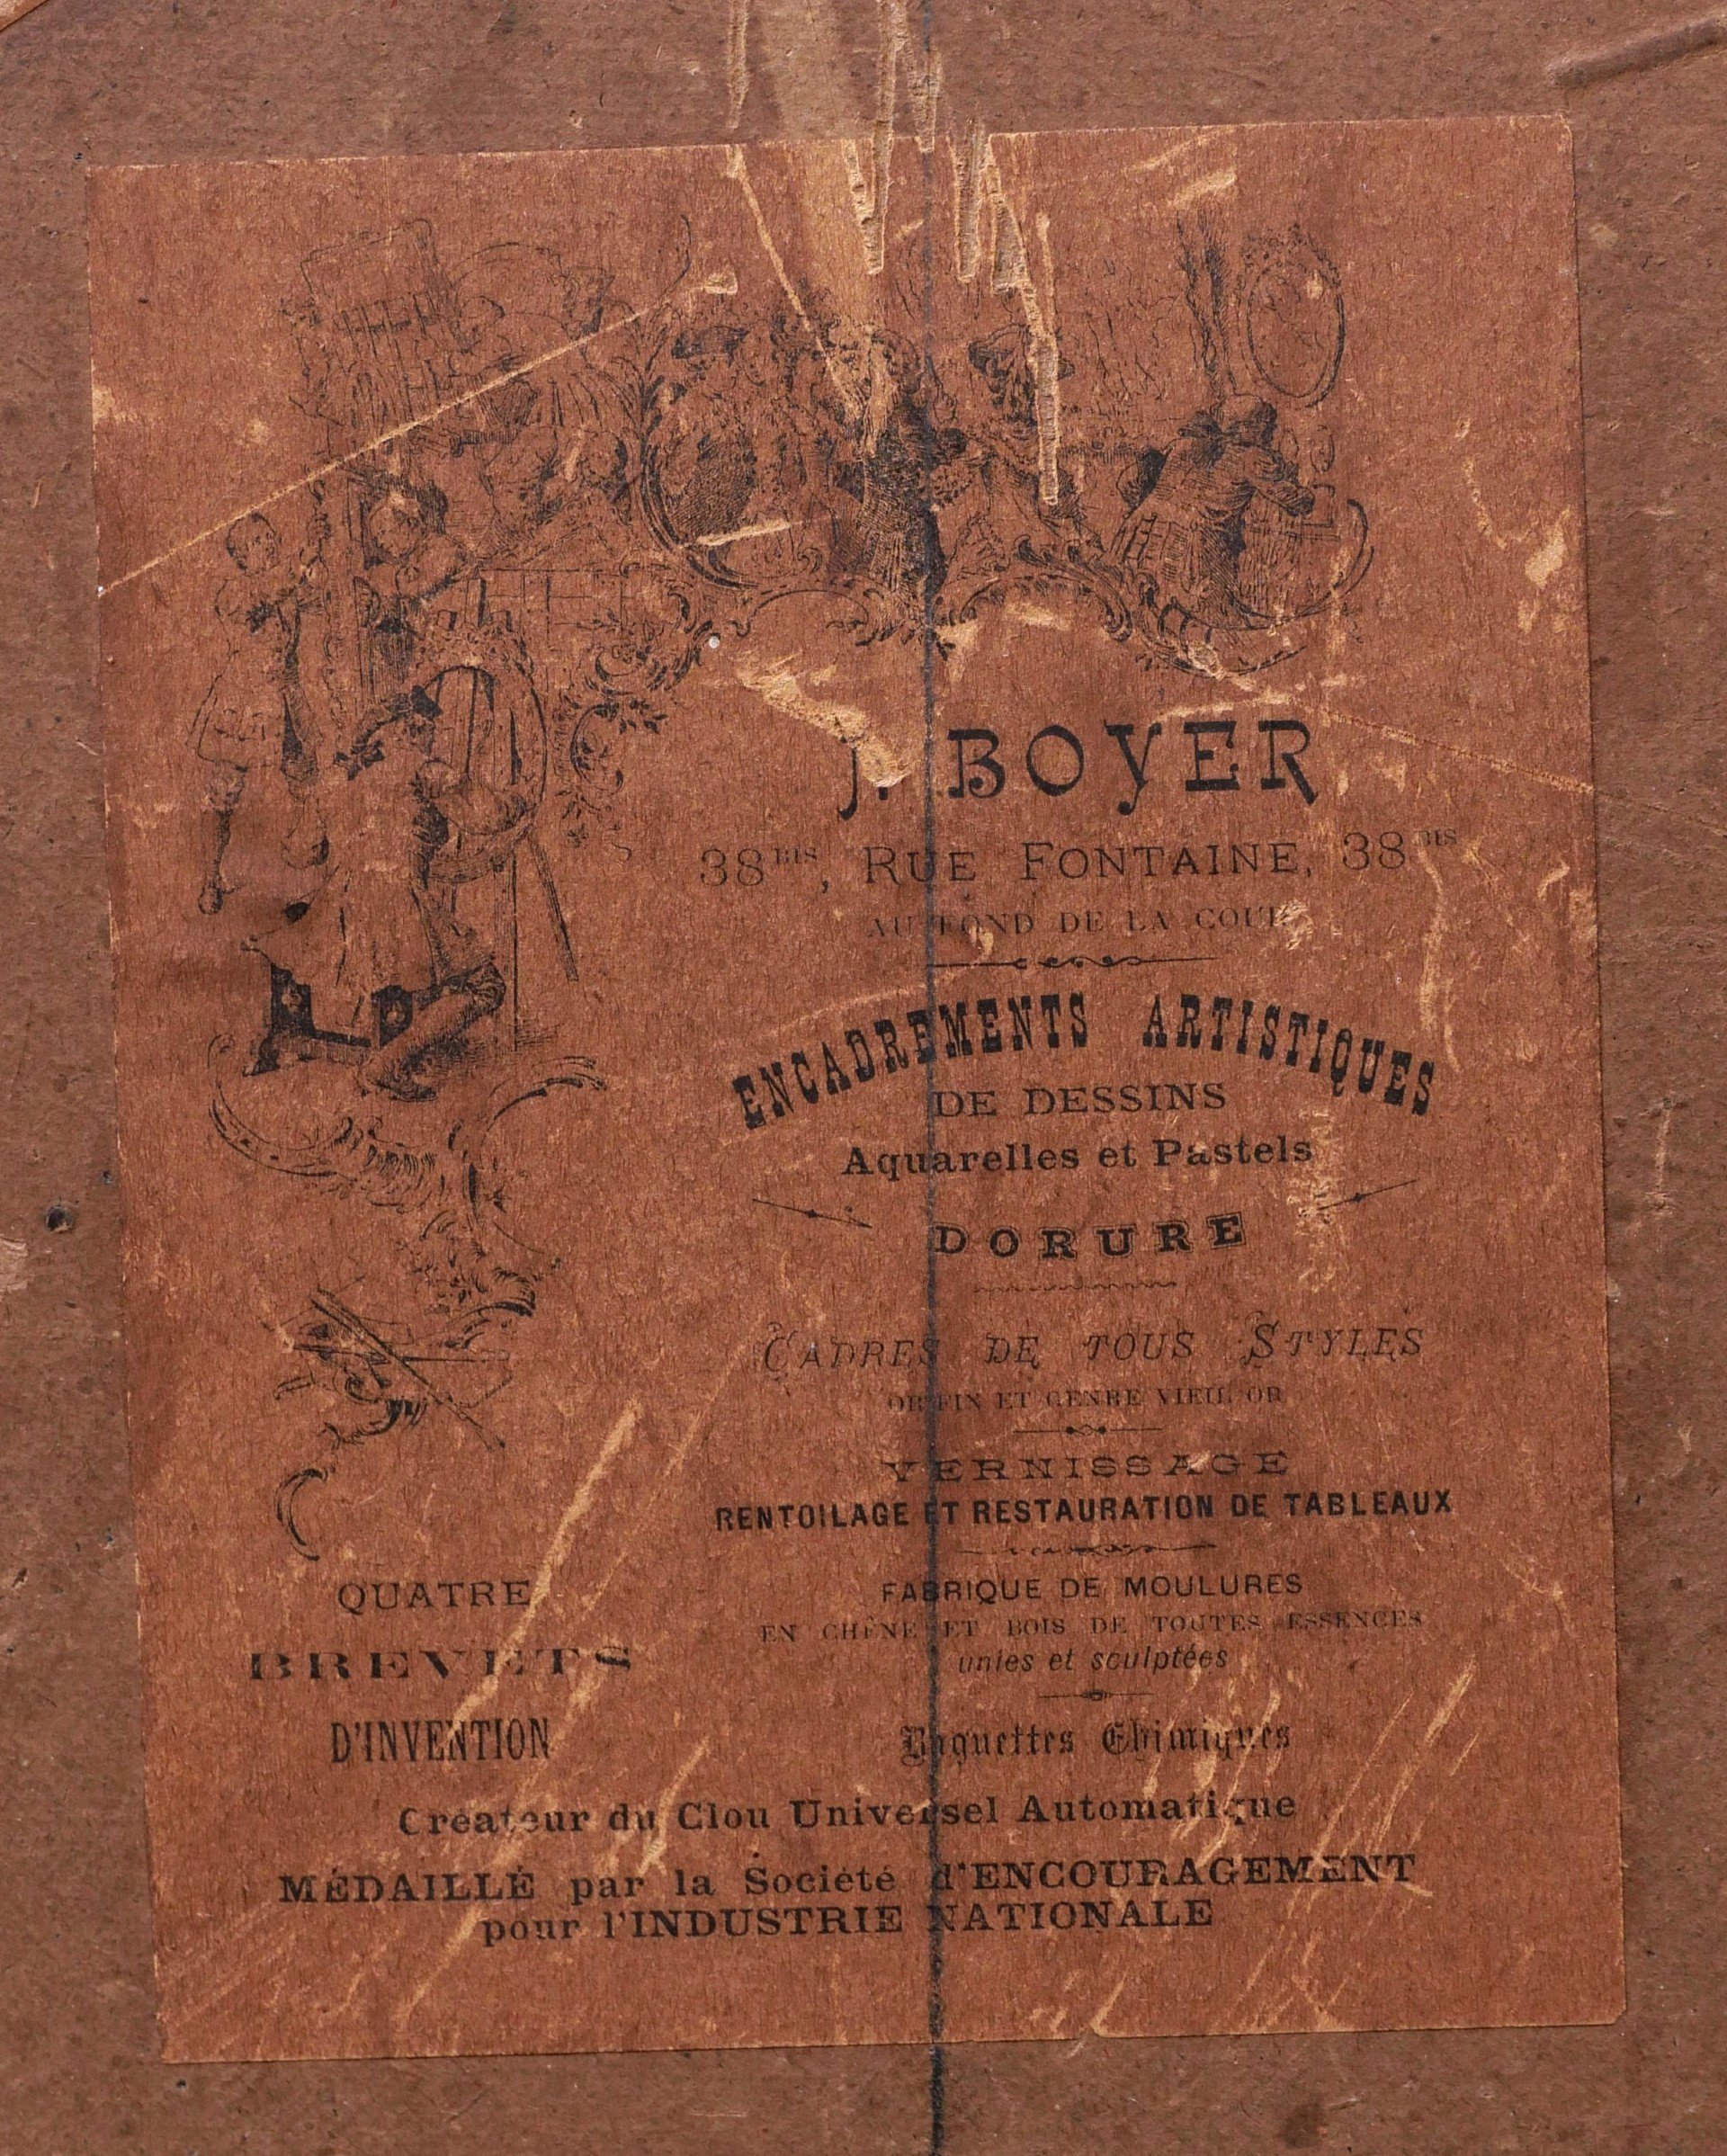 J. BOYER
38BIS, RUE FONTAINE, 38BIS
AU FOND DE LA COUR
ENCADREMENTS ARTISTIQUES
DE DESSINS
Aquarelles et Pastels
DORURE
CADRES DE TOUS STYLES
OR FIN ET GENRE VIEIL OR
VERNISSAGE
RENTOILAGE ET RESTAURATION DE TABLEAUX
FABRIQUE DE MOULURES
EN CHÊNE ET BOIS DE TOUTES ESSENCES
unies et sculptées
Baguettes Chimiques
QUATRE
BREVETS
D'INVENTION
Créateur du Clou Universel Automatique
MÉDAILLÉ par la Société d'ENCOURAGEMENT
pour l'INDUSTRIE NATIONALE